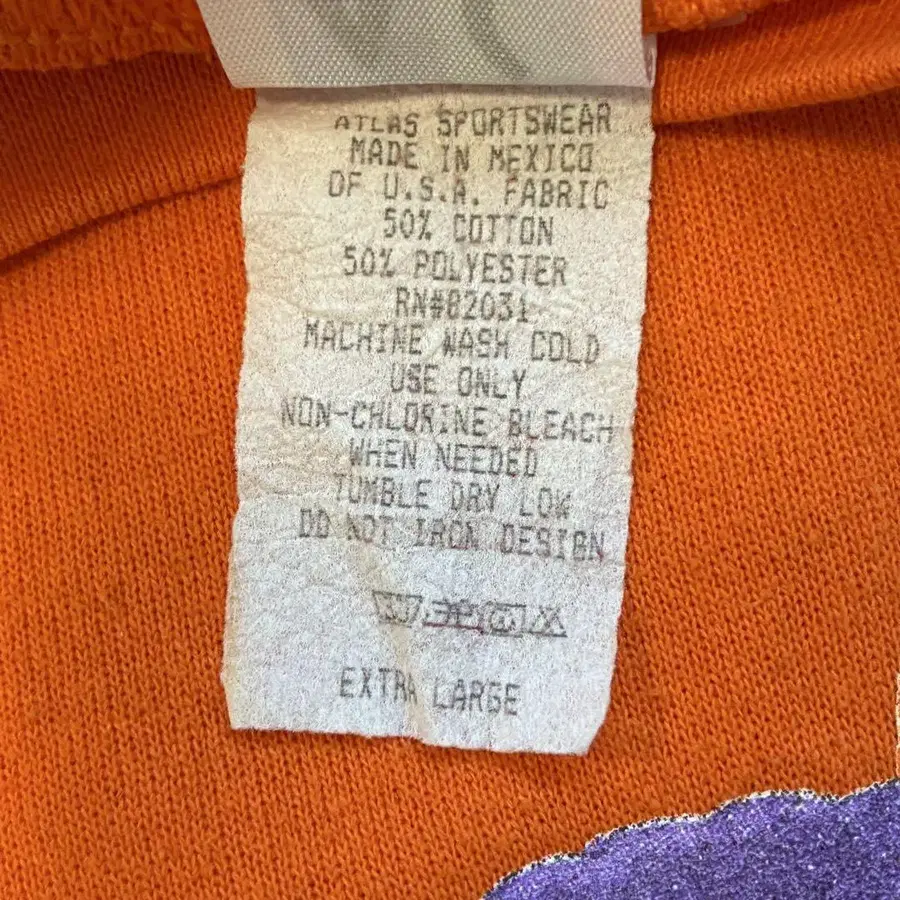 ATLAS SPORTSWEAR
MADE IN MEXICO
OF U.S.A. FABRIC
50% COTTON
50% POLYESTER
RN#82031
MACHINE WASH COLD
USE ONLY
NON-CHLORINE BLEACH
WHEN NEEDED
TUMBLE DRY LOW
DO NOT IRON DESIGN
EXTRA LARGE